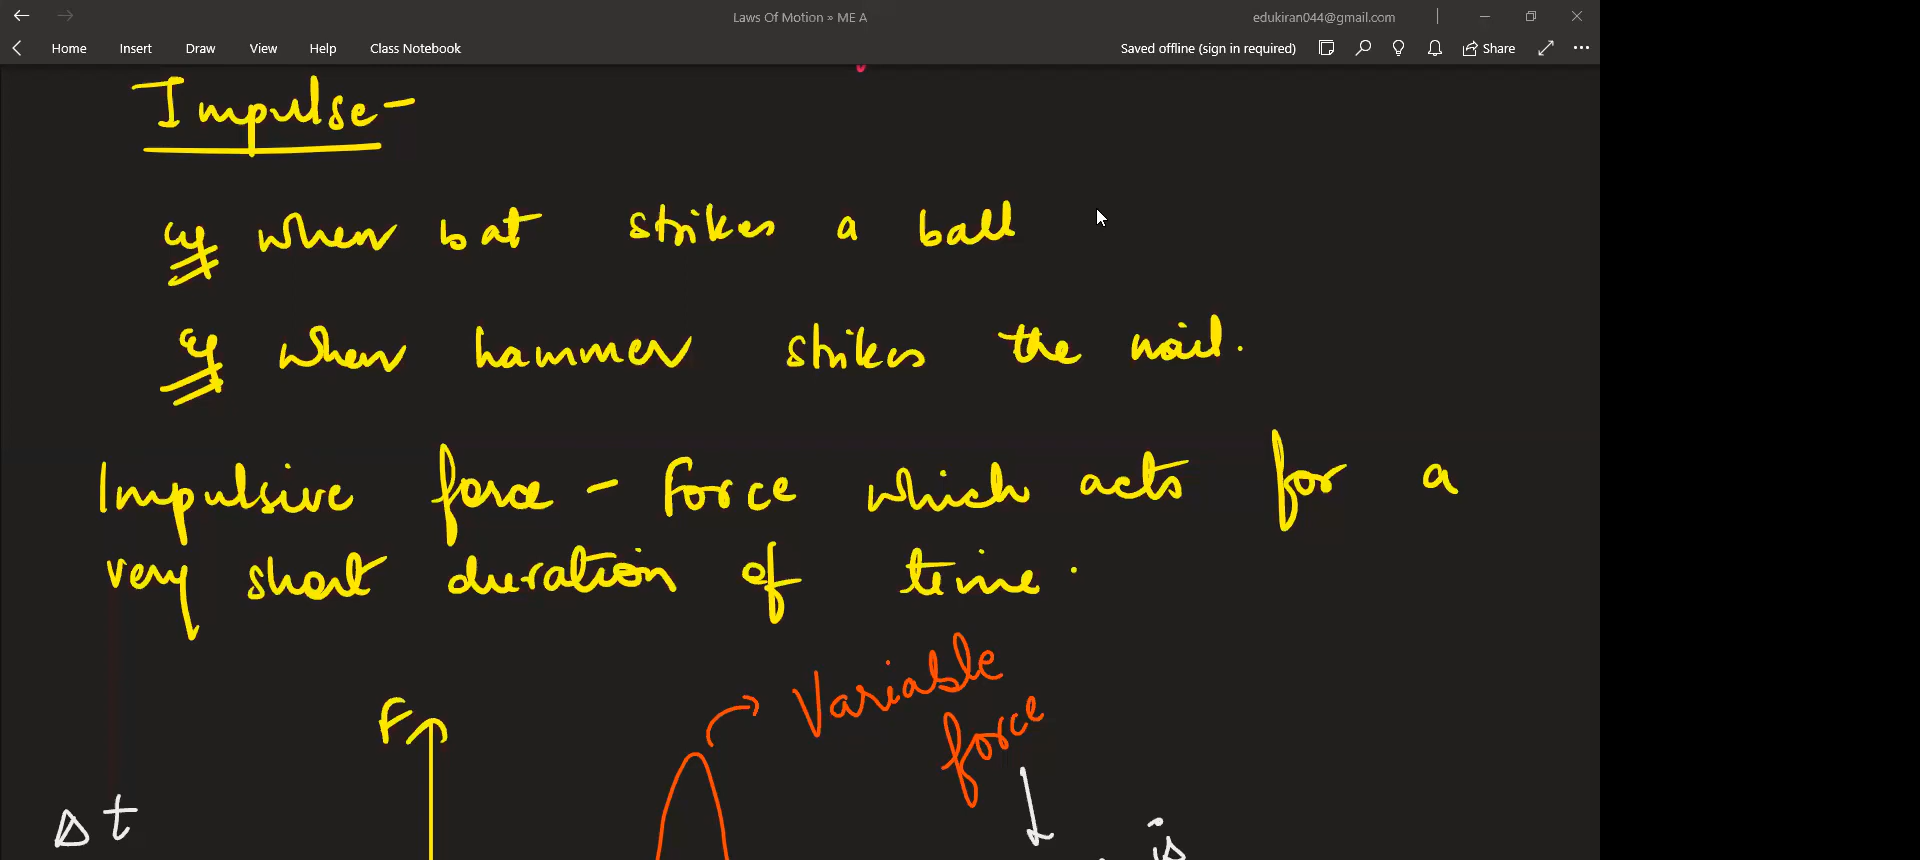 Laws Of Motion » ME A
edukiran044@gmail.com
Home Insert Draw View Help Class Notebook
Saved offline (sign in required) Share
Impulse-
eg when bat strikes a ball
eg when hammer strikes the nail.
Impulsive force - Force which acts for a
very short duration of time.
Variable
force
F
Δt
is